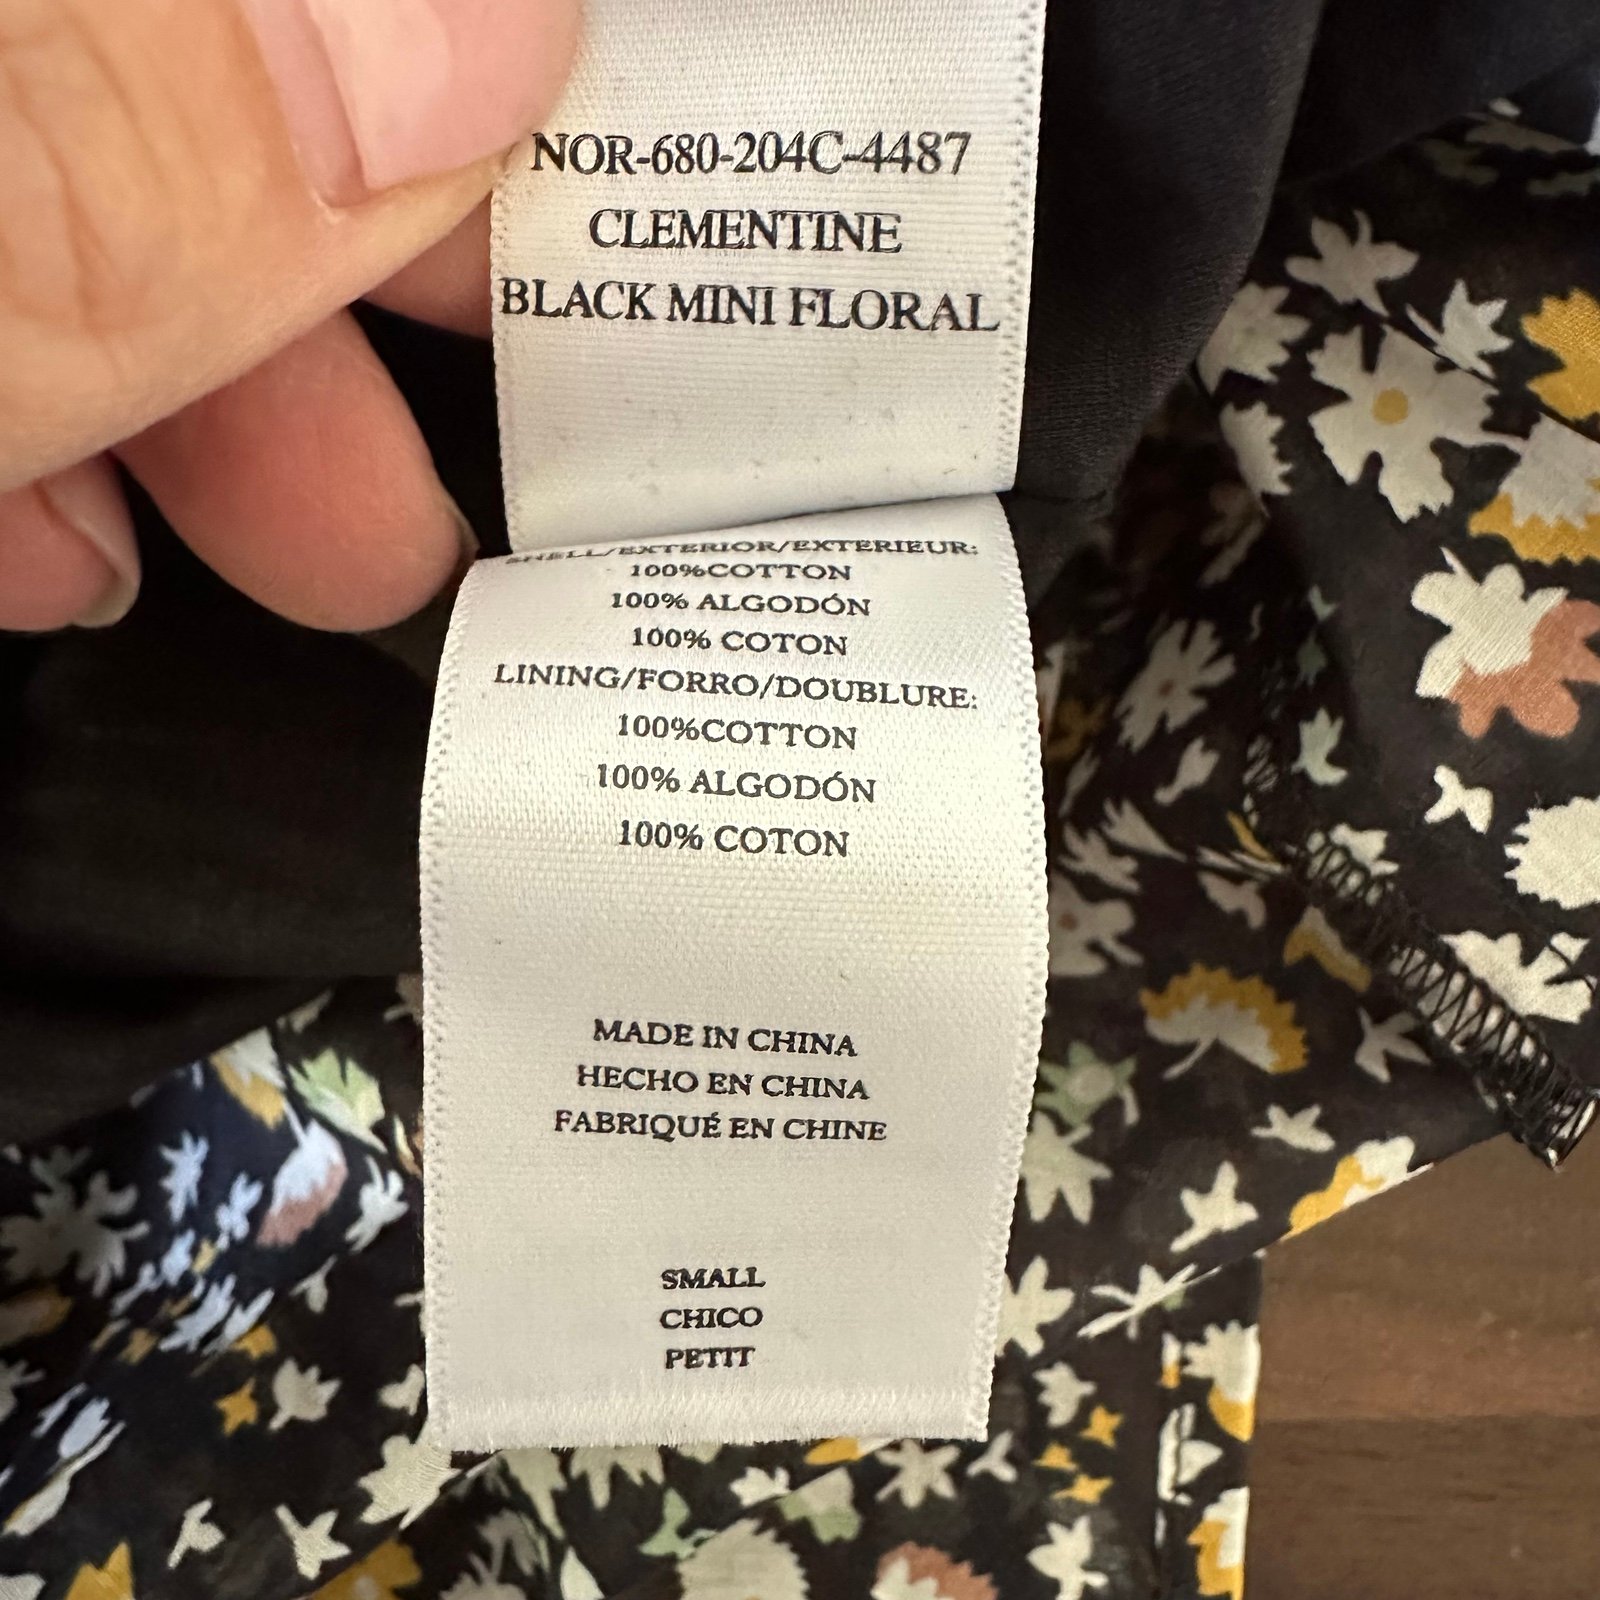 NOR-680-204C-4487
CLEMENTINE
BLACK MINI FLORAL
SHELL/EXTERIOR/EXTERIEUR:
100%COTTON
100% ALGODÓN
100% COTON
LINING/FORRO/DOUBLURE:
100%COTTON
100% ALGODÓN
100% COTON
MADE IN CHINA
HECHO EN CHINA
FABRIQUÉ EN CHINE
SMALL
CHICO
PETIT